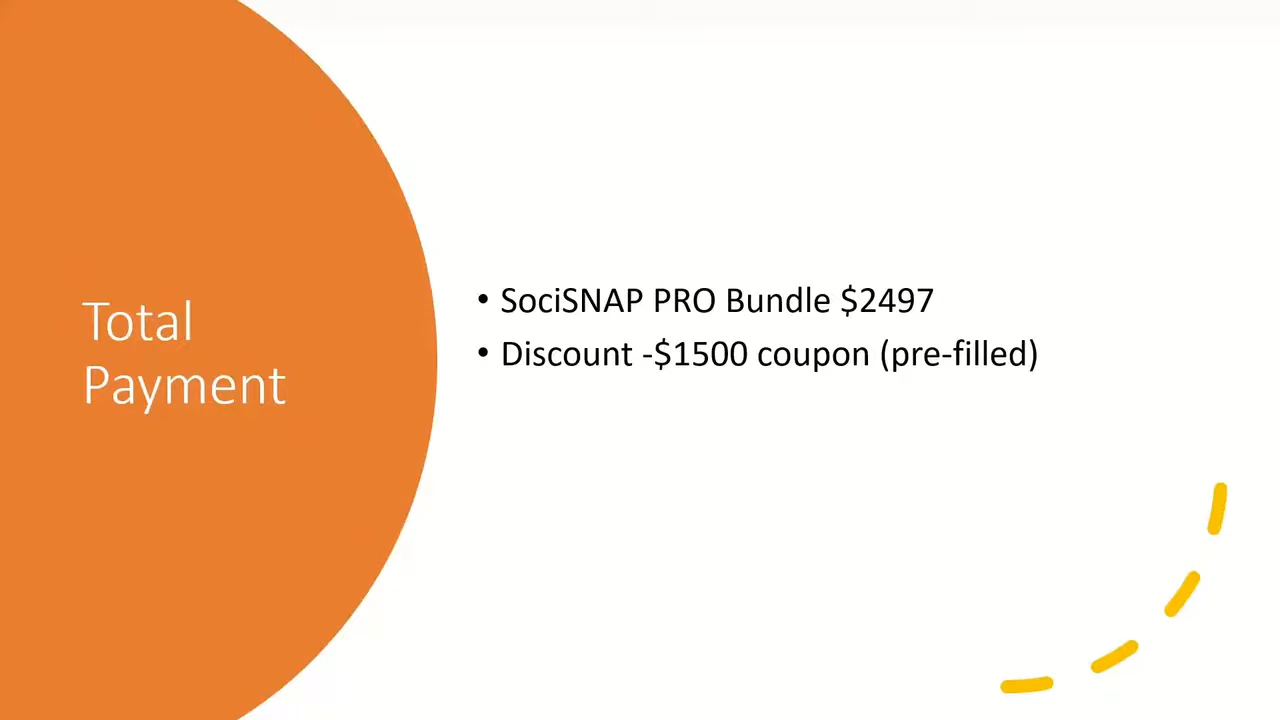 Total
Payment
• SociSNAP PRO Bundle $2497
• Discount -$1500 coupon (pre-filled)